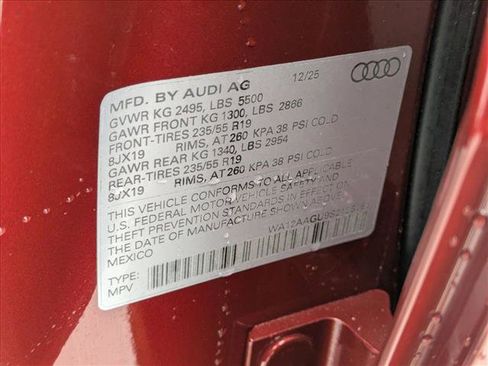 MFD. BY AUDI AG 12/25
GVWR KG 2495, LBS 5500
GAWR FRONT KG 1300, LBS 2866
FRONT-TIRES 235/55 R19
8JX19 RIMS, AT 260 KPA 38 PSI COLD
GAWR REAR KG 1340, LBS 2954
REAR-TIRES 235/55 R19
8JX19 RIMS, AT 260 KPA 38 PSI COLD
THIS VEHICLE CONFORMS TO ALL APPLICABLE
U.S. FEDERAL MOTOR VEHICLE SAFETY, BUMPER AND
THEFT PREVENTION STANDARDS IN EFFECT ON
THE DATE OF MANUFACTURE SHOWN ABOVE.
MEXICO
TYPE:
MPV